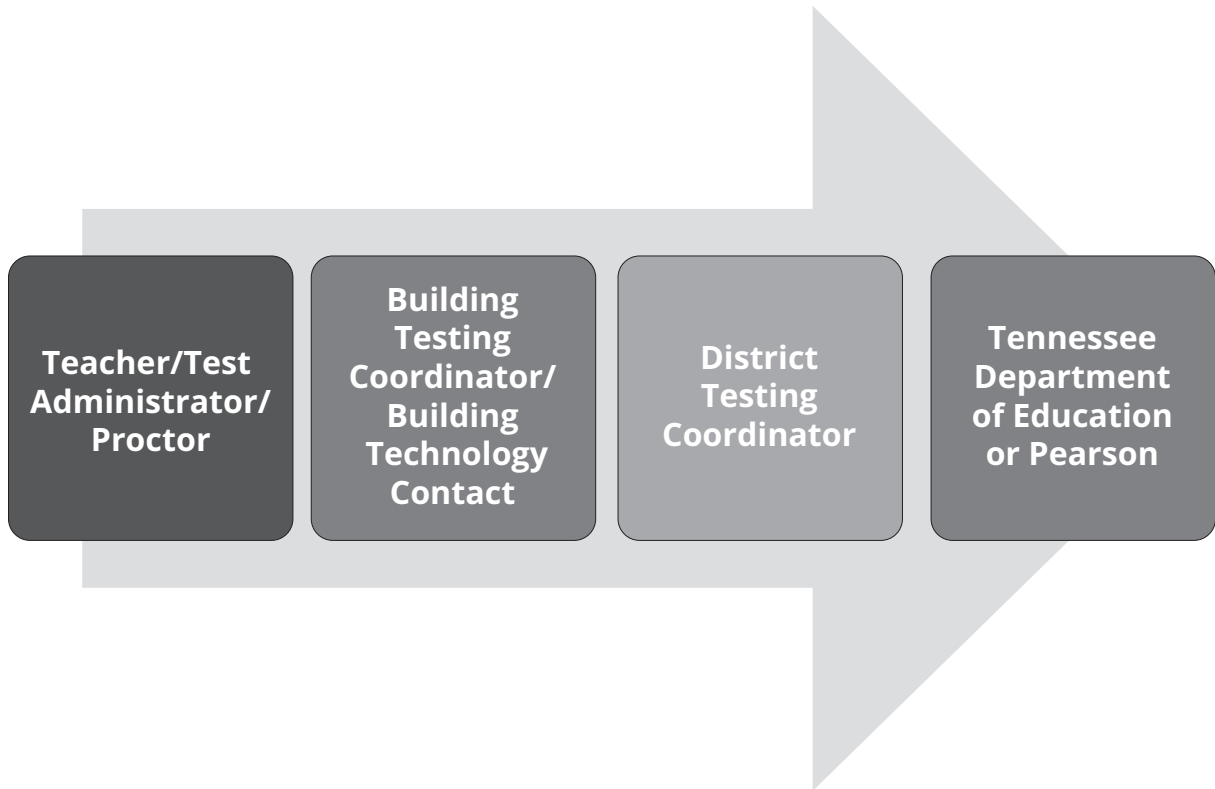 Teacher/Test
Administrator/
Proctor
Building
Testing
Coordinator/
Building
Technology
Contact
District
Testing
Coordinator
Tennessee
Department
of Education
or Pearson